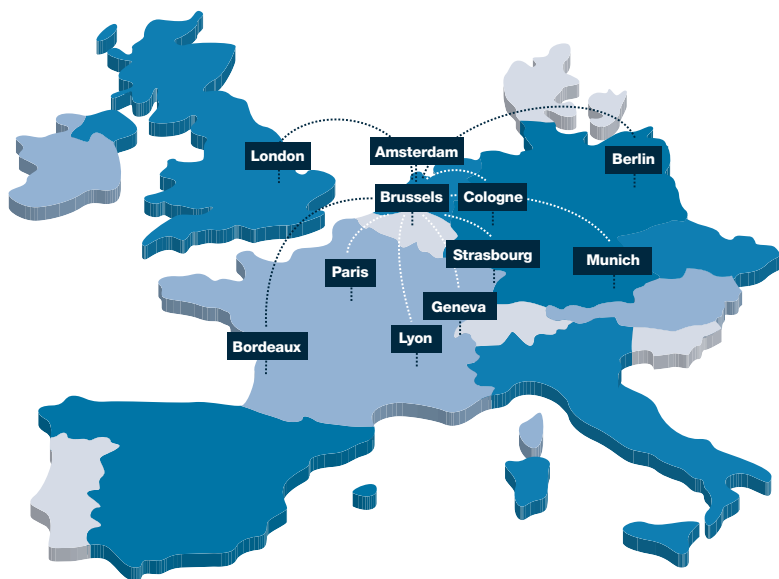 London
Amsterdam
Berlin
Brussels
Cologne
Strasbourg
Munich
Paris
Geneva
Bordeaux
Lyon